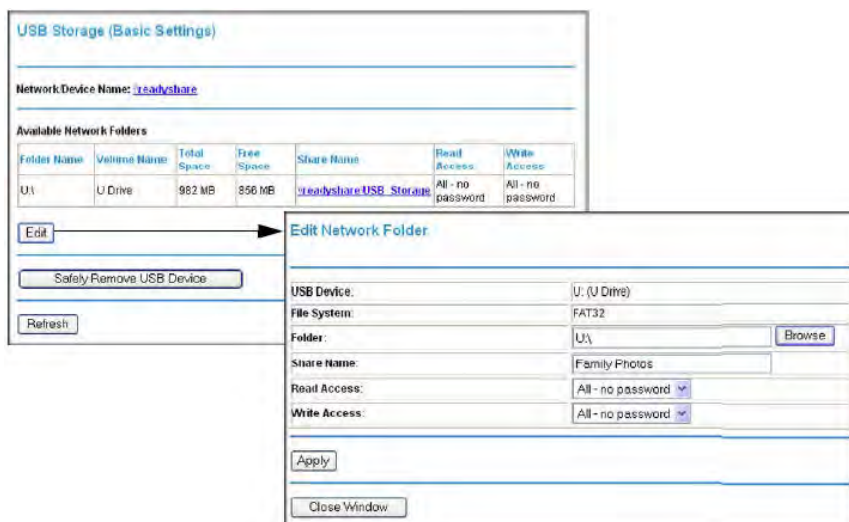 USB Storage (Basic Settings)
Network/Device Name: \\readyshare
Available Network Folders
Folder Name Volume Name Total Space Free Space Share Name Read Access Write Access
U:\ U Drive 982 MB 856 MB \\readyshare\USB_Storage All - no password All - no password
Edit
Safely Remove USB Device
Refresh
Edit Network Folder
USB Device: U: (U Drive)
File System: FAT32
Folder: U:\ Browse
Share Name: Family Photos
Read Access: All - no password
Write Access: All - no password
Apply
Close Window